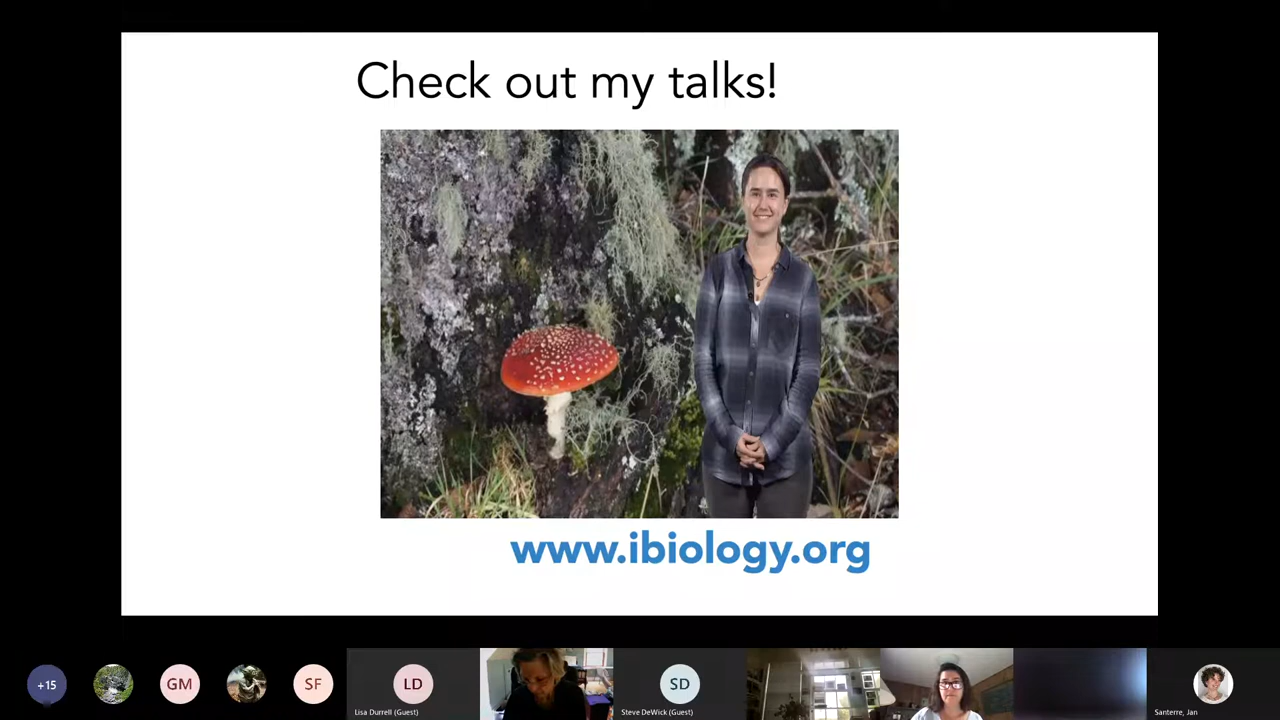 Check out my talks!
www.ibiology.org
+15
GM
SF
LD
SD
Lisa Durrell (Guest)
Steve DeWick (Guest)
Santerre, Jan